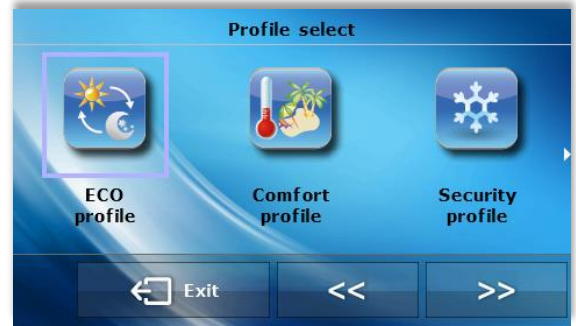 Profile select
ECO
profile
Comfort
profile
Security
profile
Exit
<<
>>